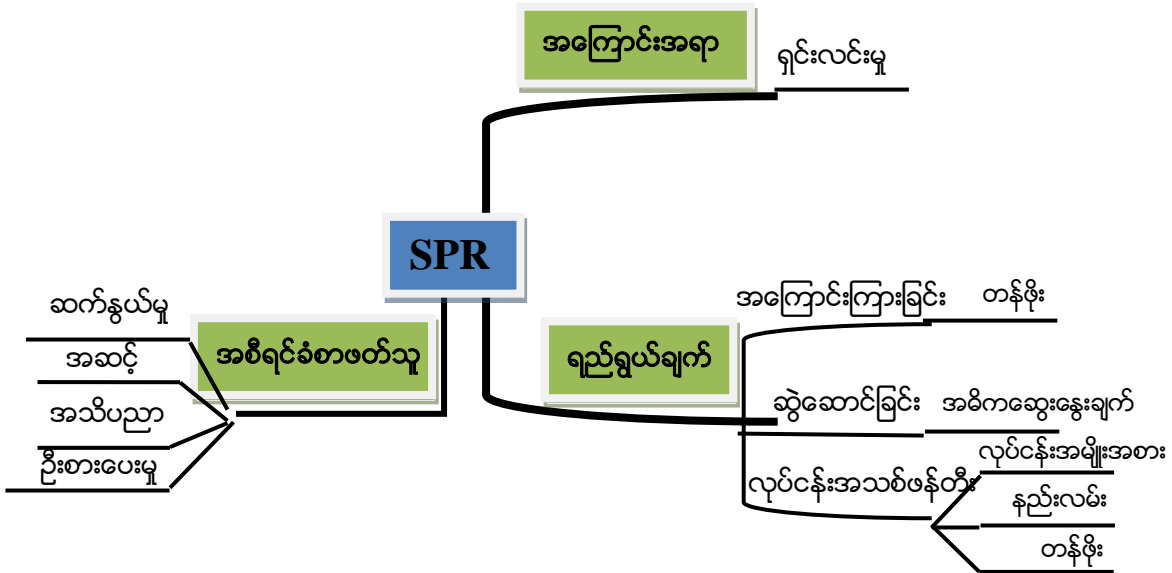 အကြောင်းအရာ
ရှင်းလင်းမှု
SPR
ဆက်နွယ်မှု
အဆင့်
အသိပညာ
ဦးစားပေးမှု
အစီရင်ခံစာဖတ်သူ
ရည်ရွယ်ချက်
အကြောင်းကြားခြင်း
တန်ဖိုး
ဆွဲဆောင်ခြင်း
အဓိကဆွေးနွေးချက်
လုပ်ငန်းအသစ်ဖန်တီး
လုပ်ငန်းအမျိုးအစား
နည်းလမ်း
တန်ဖိုး